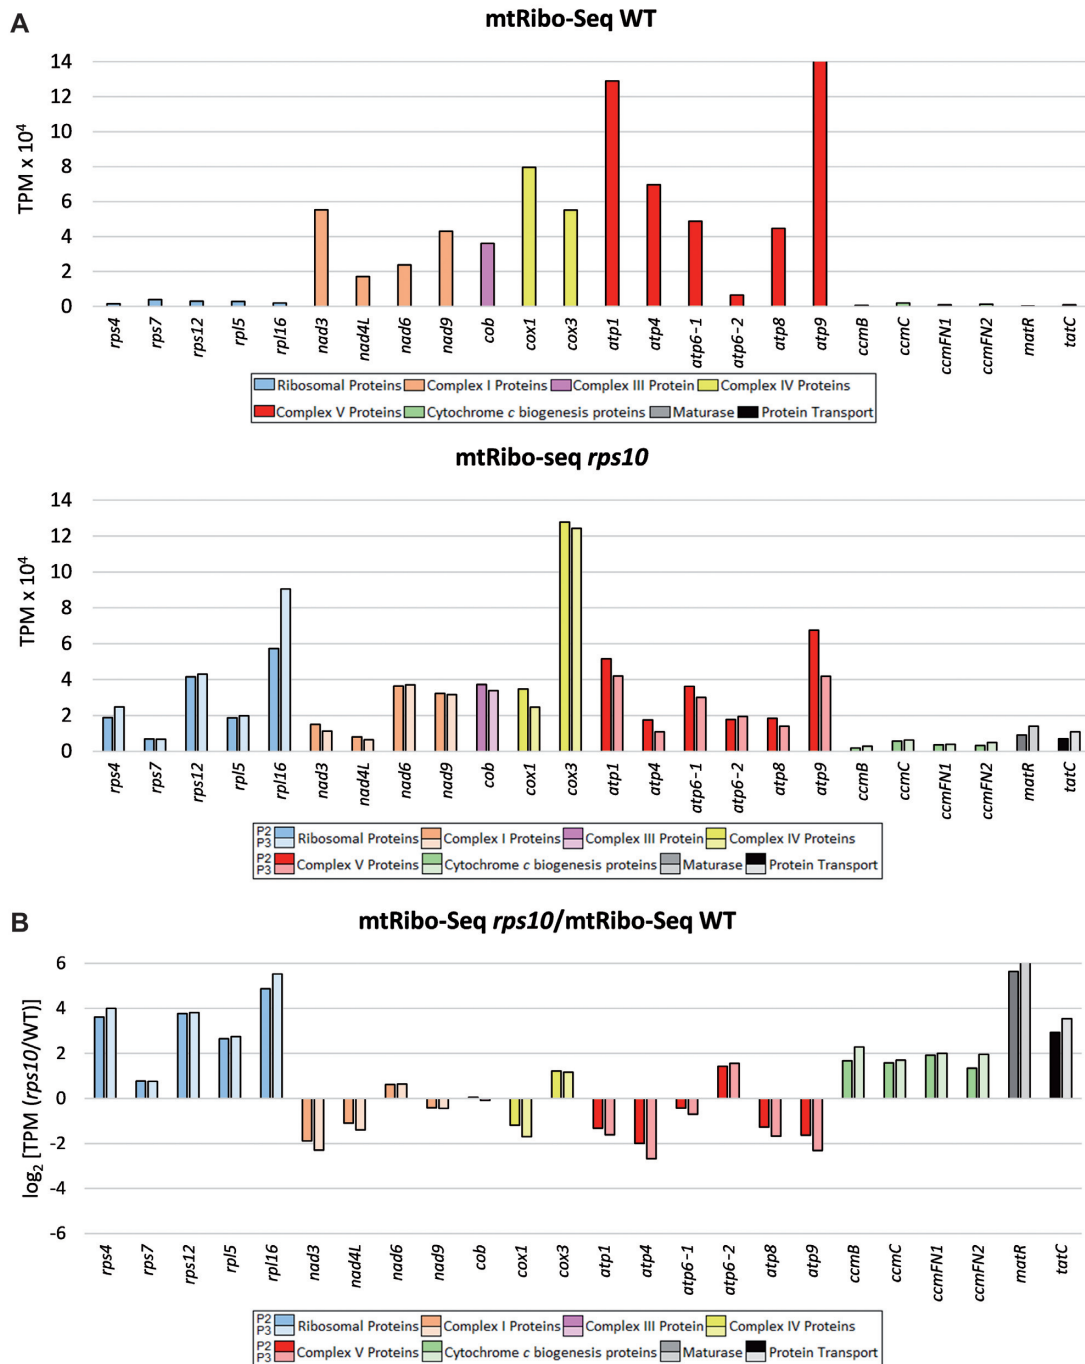 A
mtRibo-Seq WT
TPM x 10⁴
14
12
10
8
6
4
2
0
rps4 rps7 rps12 rpl5 rpl16 nad3 nad4L nad6 nad9 cob cox1 cox3 atp1 atp4 atp6-1 atp6-2 atp8 atp9 ccmB ccmC ccmFN1 ccmFN2 matR tatC
Ribosomal Proteins Complex I Proteins Complex III Protein Complex IV Proteins
Complex V Proteins Cytochrome c biogenesis proteins Maturase Protein Transport
mtRibo-seq rps10
TPM x 10⁴
14
12
10
8
6
4
2
0
rps4 rps7 rps12 rpl5 rpl16 nad3 nad4L nad6 nad9 cob cox1 cox3 atp1 atp4 atp6-1 atp6-2 atp8 atp9 ccmB ccmC ccmFN1 ccmFN2 matR tatC
P2
P3
Ribosomal Proteins Complex I Proteins Complex III Protein Complex IV Proteins
P2
P3
Complex V Proteins Cytochrome c biogenesis proteins Maturase Protein Transport
B
mtRibo-Seq rps10/mtRibo-Seq WT
log₂ [TPM (rps10/WT)]
6
4
2
0
-2
-4
-6
rps4 rps7 rps12 rpl5 rpl16 nad3 nad4L nad6 nad9 cob cox1 cox3 atp1 atp4 atp6-1 atp6-2 atp8 atp9 ccmB ccmC ccmFN1 ccmFN2 matR tatC
P2
P3
Ribosomal Proteins Complex I Proteins Complex III Protein Complex IV Proteins
P2
P3
Complex V Proteins Cytochrome c biogenesis proteins Maturase Protein Transport